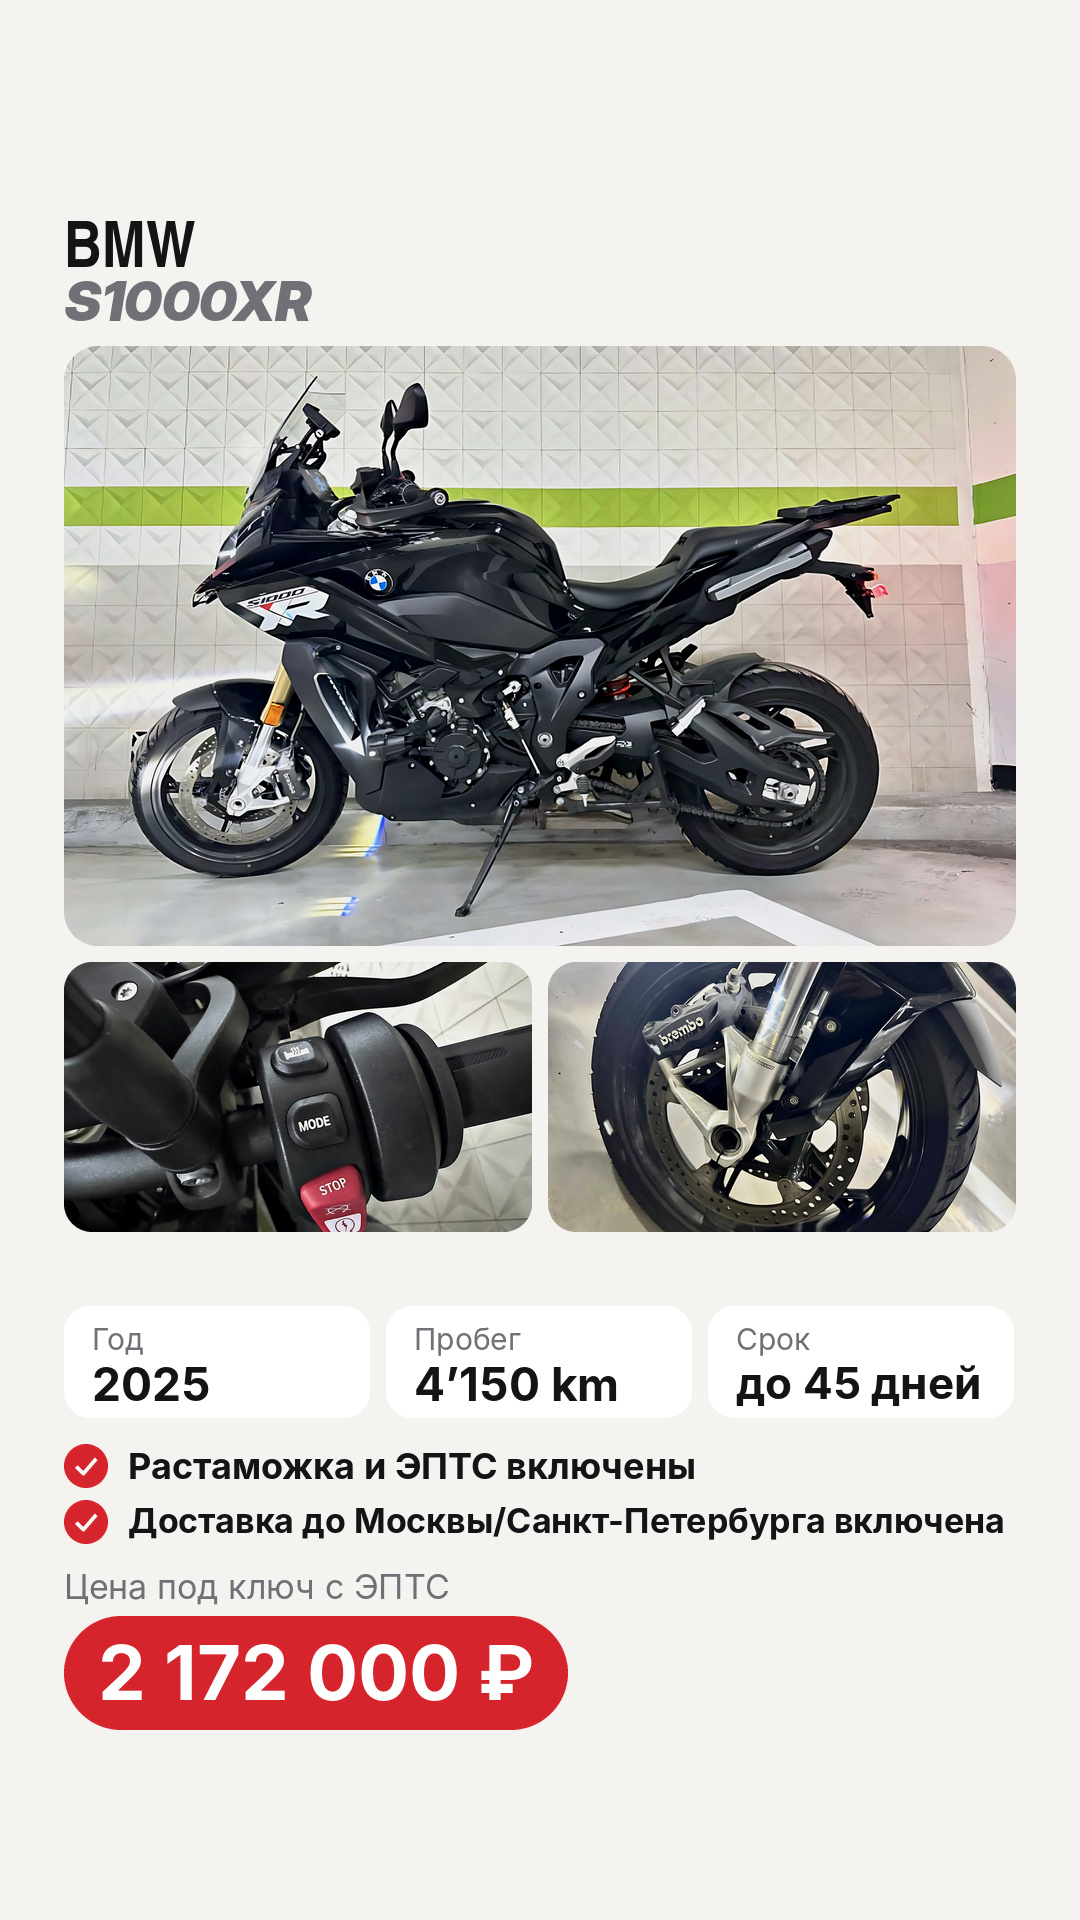 BMW
S1000XR
BMW
S1000
XR
MODE
STOP
brembo
Год
2025
Пробег
4’150 km
Срок
до 45 дней
Растаможка и ЭПТС включены
Доставка до Москвы/Санкт-Петербурга включена
Цена под ключ с ЭПТС
2 172 000 ₽